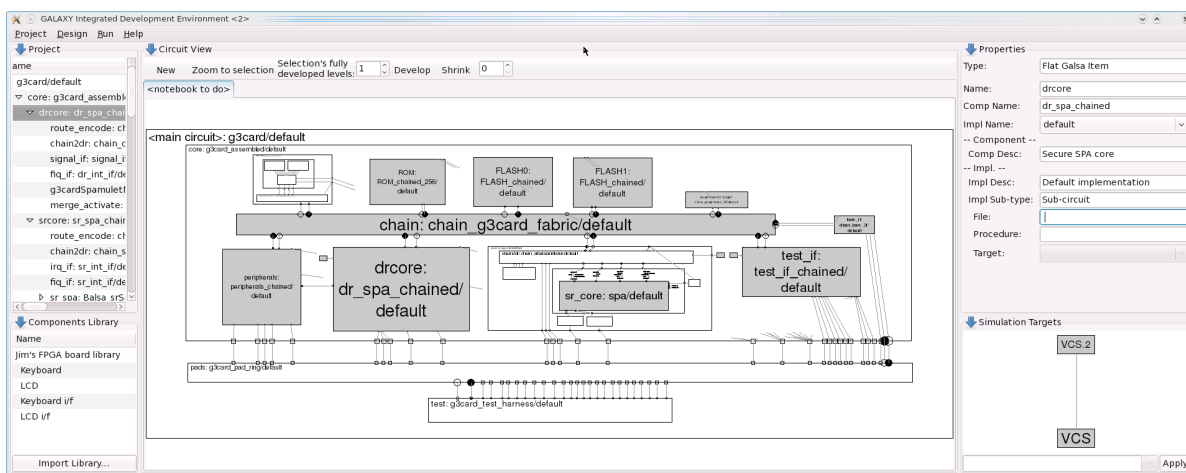 GALAXY Integrated Development Environment <2>
Project Design Run Help
Project
ame
g3card/default
core: g3card_assembl
drcore: dr_spa_chai
route_encode: ch
chain2dr: chain_c
signal_if: signal_i
fiq_if: dr_int_if/de
g3cardSpamuletI
merge_activate:
srcore: sr_spa_chair
route_encode: ch
chain2dr: chain_s
irq_if: sr_int_if/de
fiq_if: sr_int_if/de
sr_spa: Balsa_srS
Components Library
Name
Jim's FPGA board library
Keyboard
LCD
Keyboard i/f
LCD i/f
Import Library...
Circuit View
New Zoom to selection Selection's fully developed levels: 1 Develop Shrink 0
<notebook to do>
<main circuit>: g3card/default
core: g3card_assembled/default
ROM:
ROM_chained_256/
default
FLASH0:
FLASH_chained/
default
FLASH1:
FLASH_chained/
default
chain: chain_g3card_fabric/default
peripherals:
peripherals_chained/
default
drcore:
dr_spa_chained/
default
sr_core: spa/default
test_if:
test_if_chained/
default
pads: g3card_pad_ring/default
test: g3card_test_harness/default
Properties
Type: Flat Galsa Item
Name: drcore
Comp Name: dr_spa_chained
Impl Name: default
-- Component --
Comp Desc: Secure SPA core
-- Impl. --
Impl Desc: Default implementation
Impl Sub-type: Sub-circuit
File:
Procedure:
Target:
Simulation Targets
VCS.2
VCS
Apply